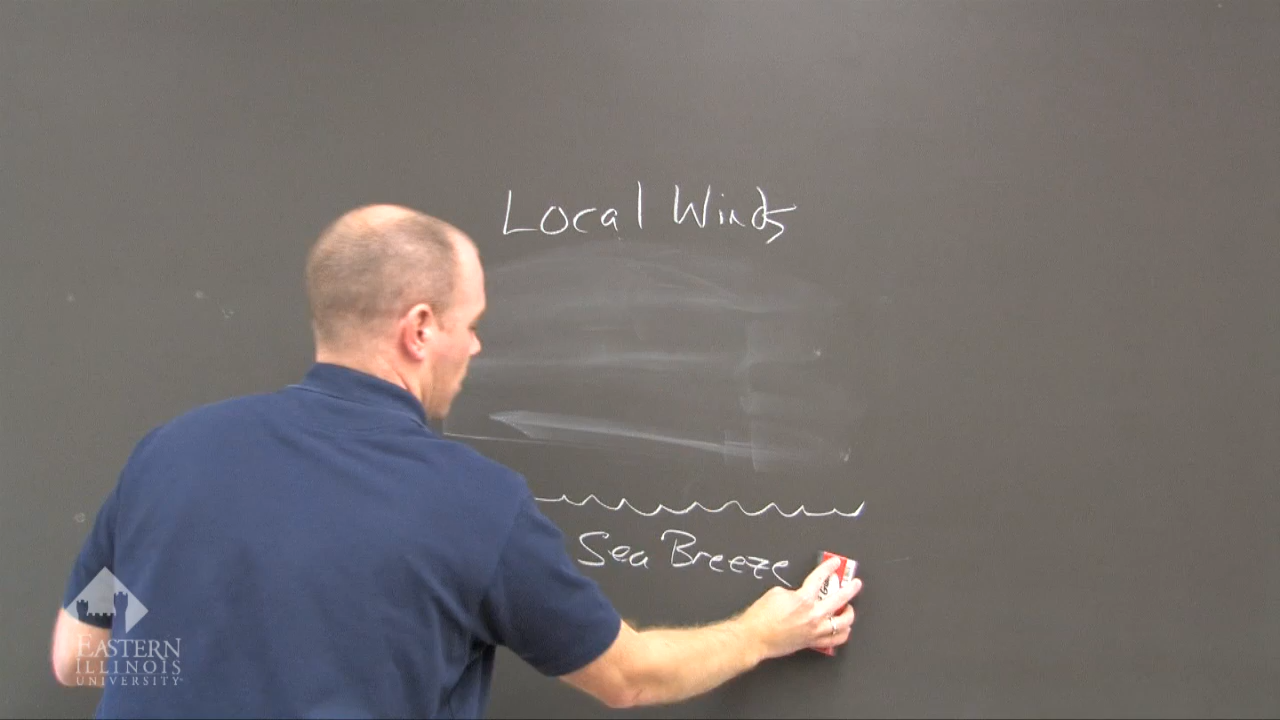 Local Winds
Sea Breeze
EASTERN
ILLINOIS
UNIVERSITY